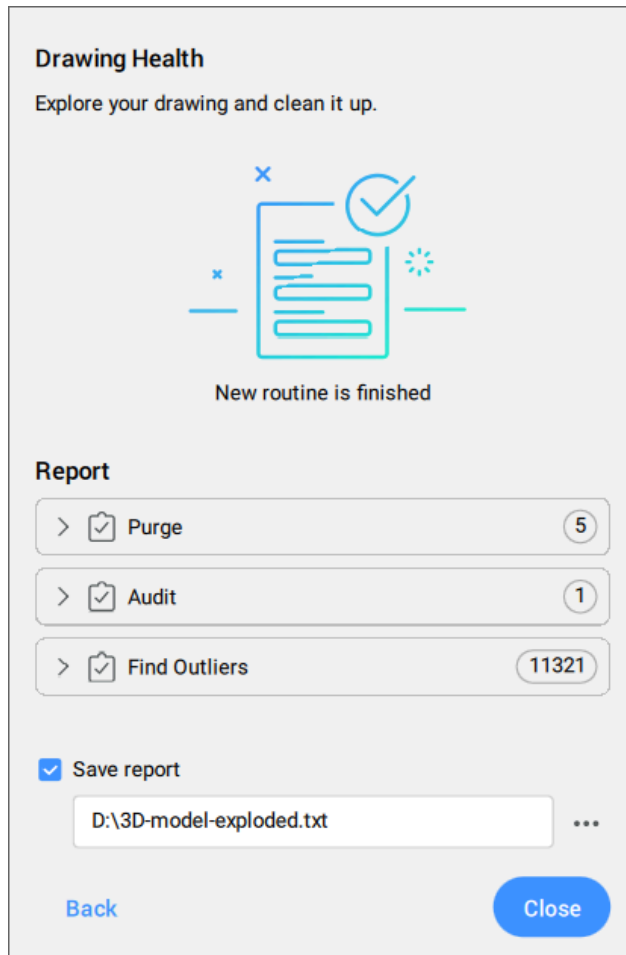 Drawing Health
Explore your drawing and clean it up.
New routine is finished
Report
Purge 5
Audit 1
Find Outliers 11321
Save report
D:\3D-model-exploded.txt
Back Close